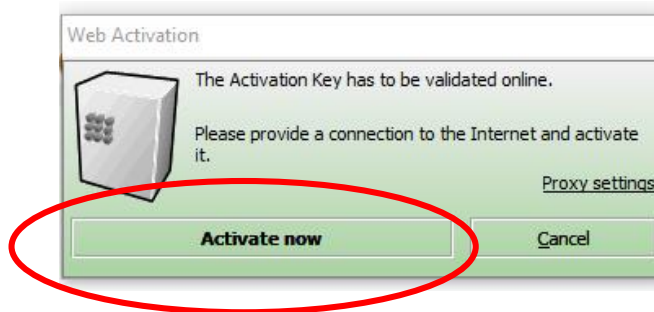 Web Activation
The Activation Key has to be validated online.
Please provide a connection to the Internet and activate
it.
Proxy settings
Activate now
Cancel